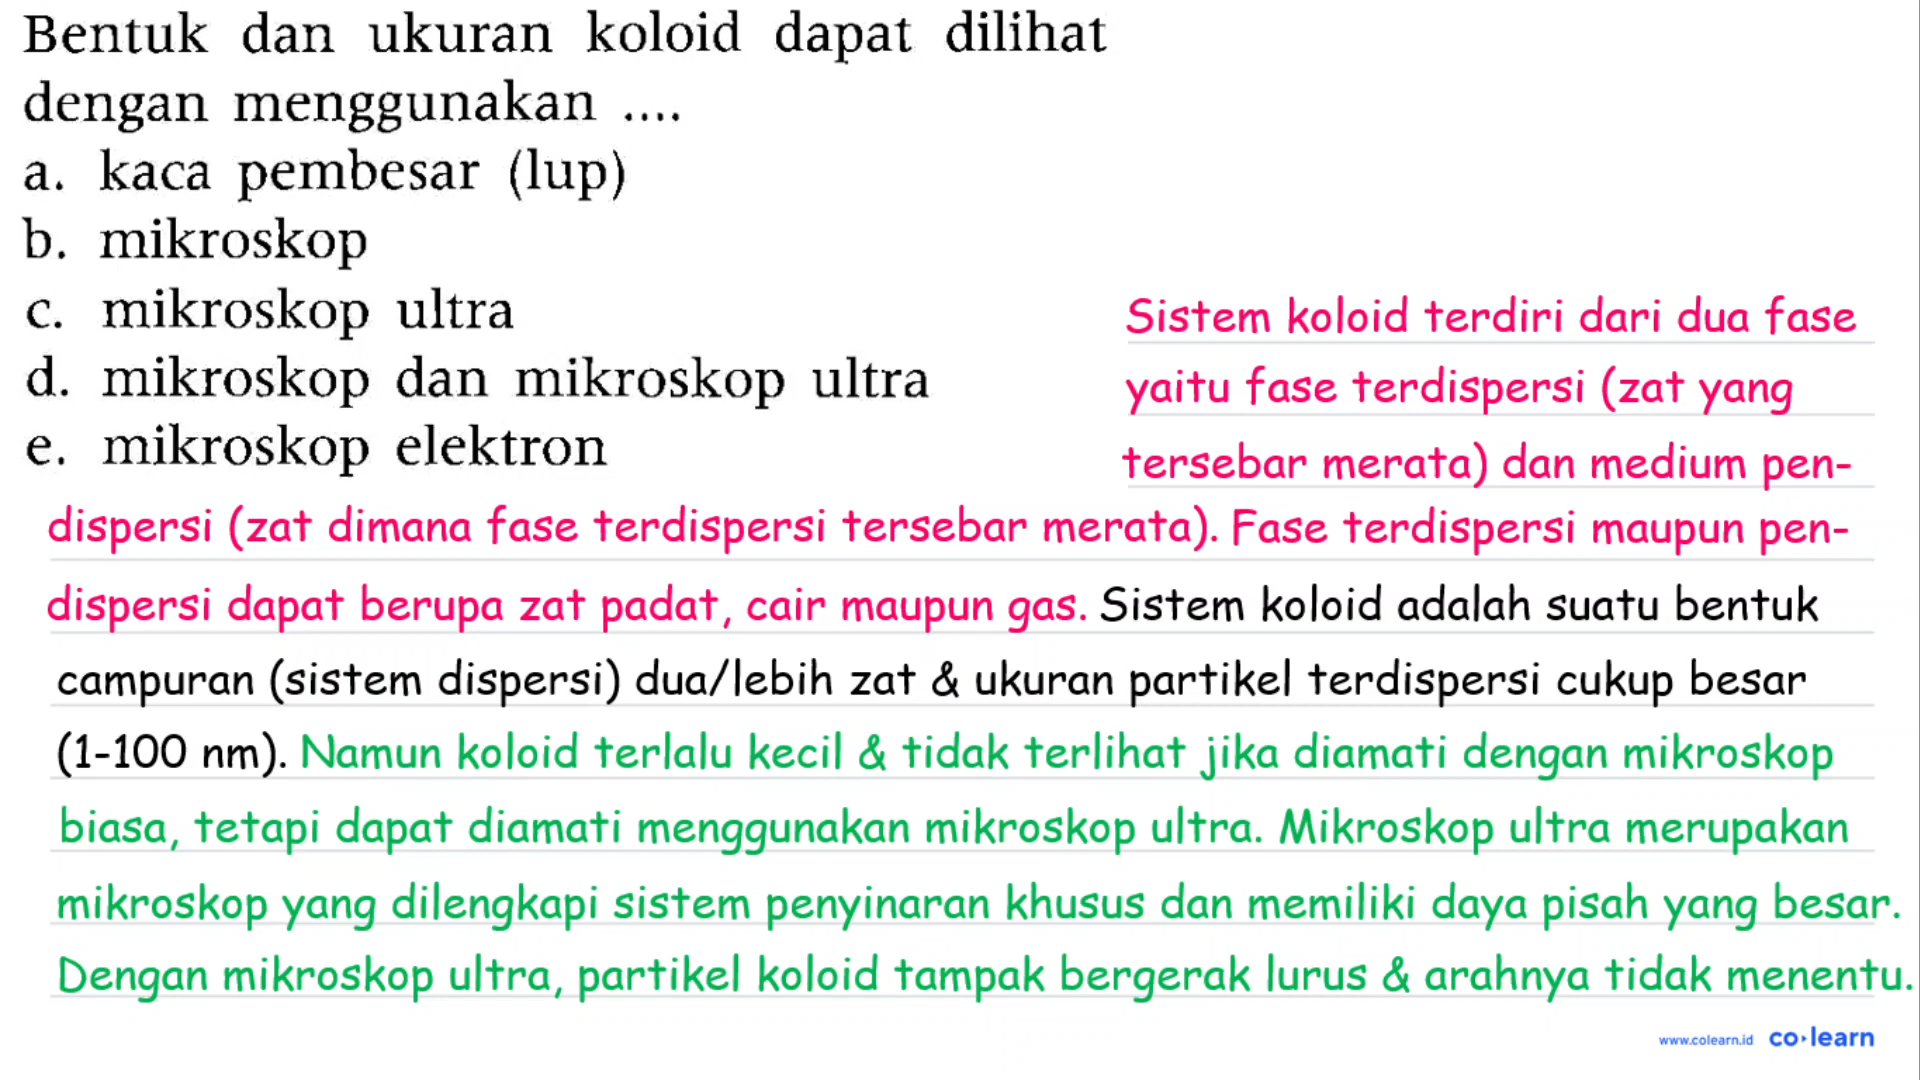 Bentuk dan ukuran koloid dapat dilihat
dengan menggunakan ....
a. kaca pembesar (lup)
b. mikroskop
c. mikroskop ultra
d. mikroskop dan mikroskop ultra
e. mikroskop elektron
Sistem koloid terdiri dari dua fase
yaitu fase terdispersi (zat yang
tersebar merata) dan medium pen-
dispersi (zat dimana fase terdispersi tersebar merata). Fase terdispersi maupun pen-
dispersi dapat berupa zat padat, cair maupun gas. Sistem koloid adalah suatu bentuk
campuran (sistem dispersi) dua/lebih zat & ukuran partikel terdispersi cukup besar
(1-100 nm). Namun koloid terlalu kecil & tidak terlihat jika diamati dengan mikroskop
biasa, tetapi dapat diamati menggunakan mikroskop ultra. Mikroskop ultra merupakan
mikroskop yang dilengkapi sistem penyinaran khusus dan memiliki daya pisah yang besar.
Dengan mikroskop ultra, partikel koloid tampak bergerak lurus & arahnya tidak menentu.
www.colearn.id co·learn